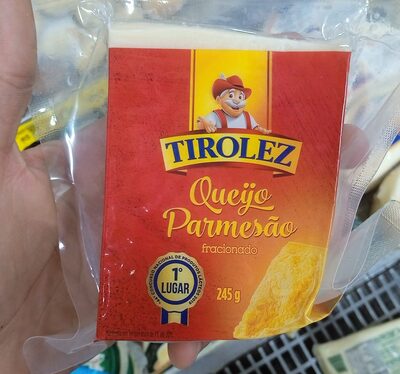 TIROLEZ
Queijo
Parmesão
fracionado
1º
LUGAR
245 g